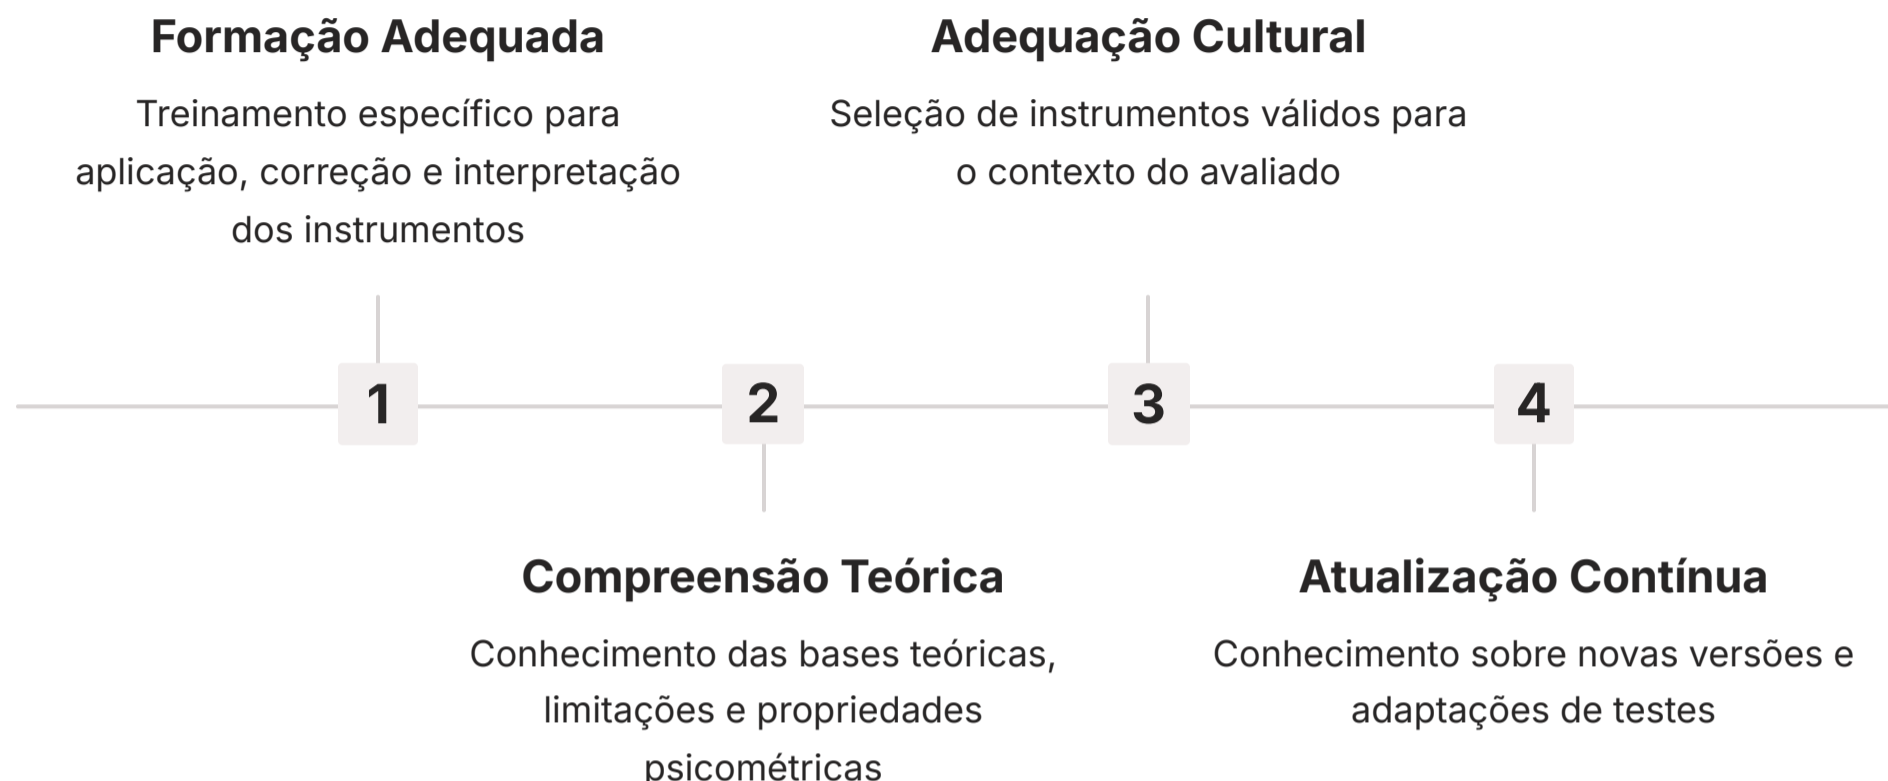 Formação Adequada
Treinamento específico para
aplicação, correção e interpretação
dos instrumentos
Adequação Cultural
Seleção de instrumentos válidos para
o contexto do avaliado
1
2
3
4
Compreensão Teórica
Conhecimento das bases teóricas,
limitações e propriedades
psicométricas
Atualização Contínua
Conhecimento sobre novas versões e
adaptações de testes